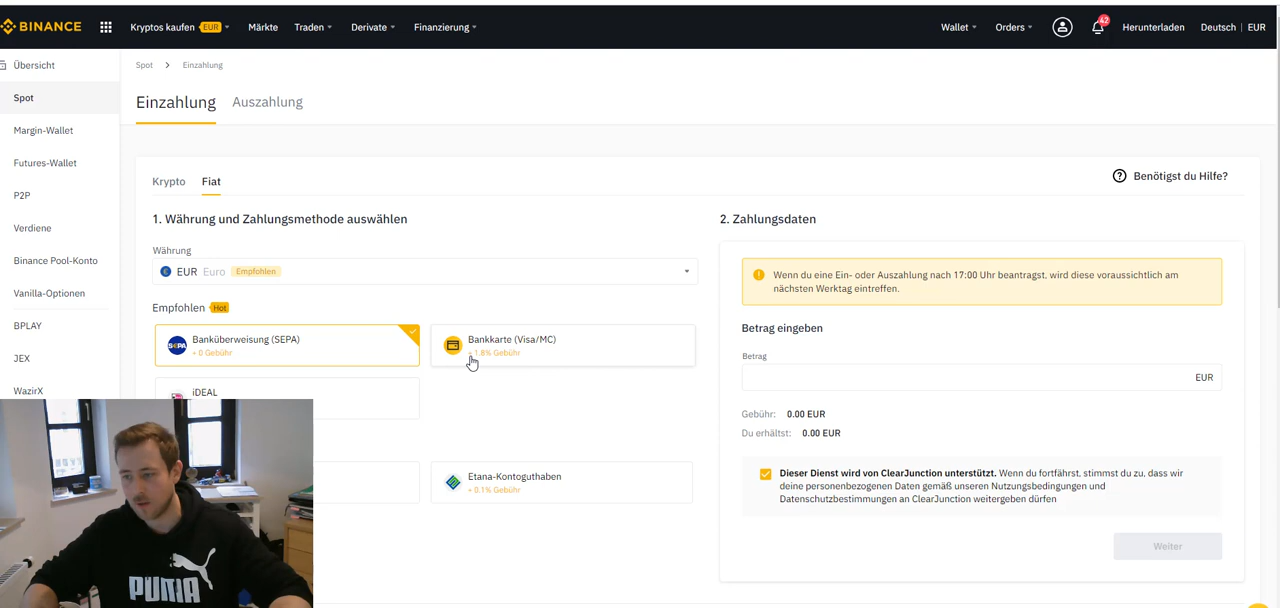 BINANCE
Kryptos kaufen EUR
Märkte
Traden
Derivate
Finanzierung
Wallet
Orders
42
Herunterladen
Deutsch | EUR
Übersicht
Spot
Margin-Wallet
Futures-Wallet
P2P
Verdiene
Binance Pool-Konto
Vanilla-Optionen
BPLAY
JEX
WazirX
Spot > Einzahlung
Einzahlung
Auszahlung
Krypto
Fiat
Benötigst du Hilfe?
1. Währung und Zahlungsmethode auswählen
Währung
EUR Euro Empfohlen
Empfohlen Hot
SEPA
Banküberweisung (SEPA)
+ 0 Gebühr
Bankkarte (Visa/MC)
1.8% Gebühr
iDEAL
Etana-Kontoguthaben
+ 0.1% Gebühr
2. Zahlungsdaten
Wenn du eine Ein- oder Auszahlung nach 17:00 Uhr beantragst, wird diese voraussichtlich am
nächsten Werktag eintreffen.
Betrag eingeben
Betrag
EUR
Gebühr: 0.00 EUR
Du erhältst: 0.00 EUR
Dieser Dienst wird von ClearJunction unterstützt. Wenn du fortfährst, stimmst du zu, dass wir
deine personenbezogenen Daten gemäß unseren Nutzungsbedingungen und
Datenschutzbestimmungen an ClearJunction weitergeben dürfen
Weiter
PUMA